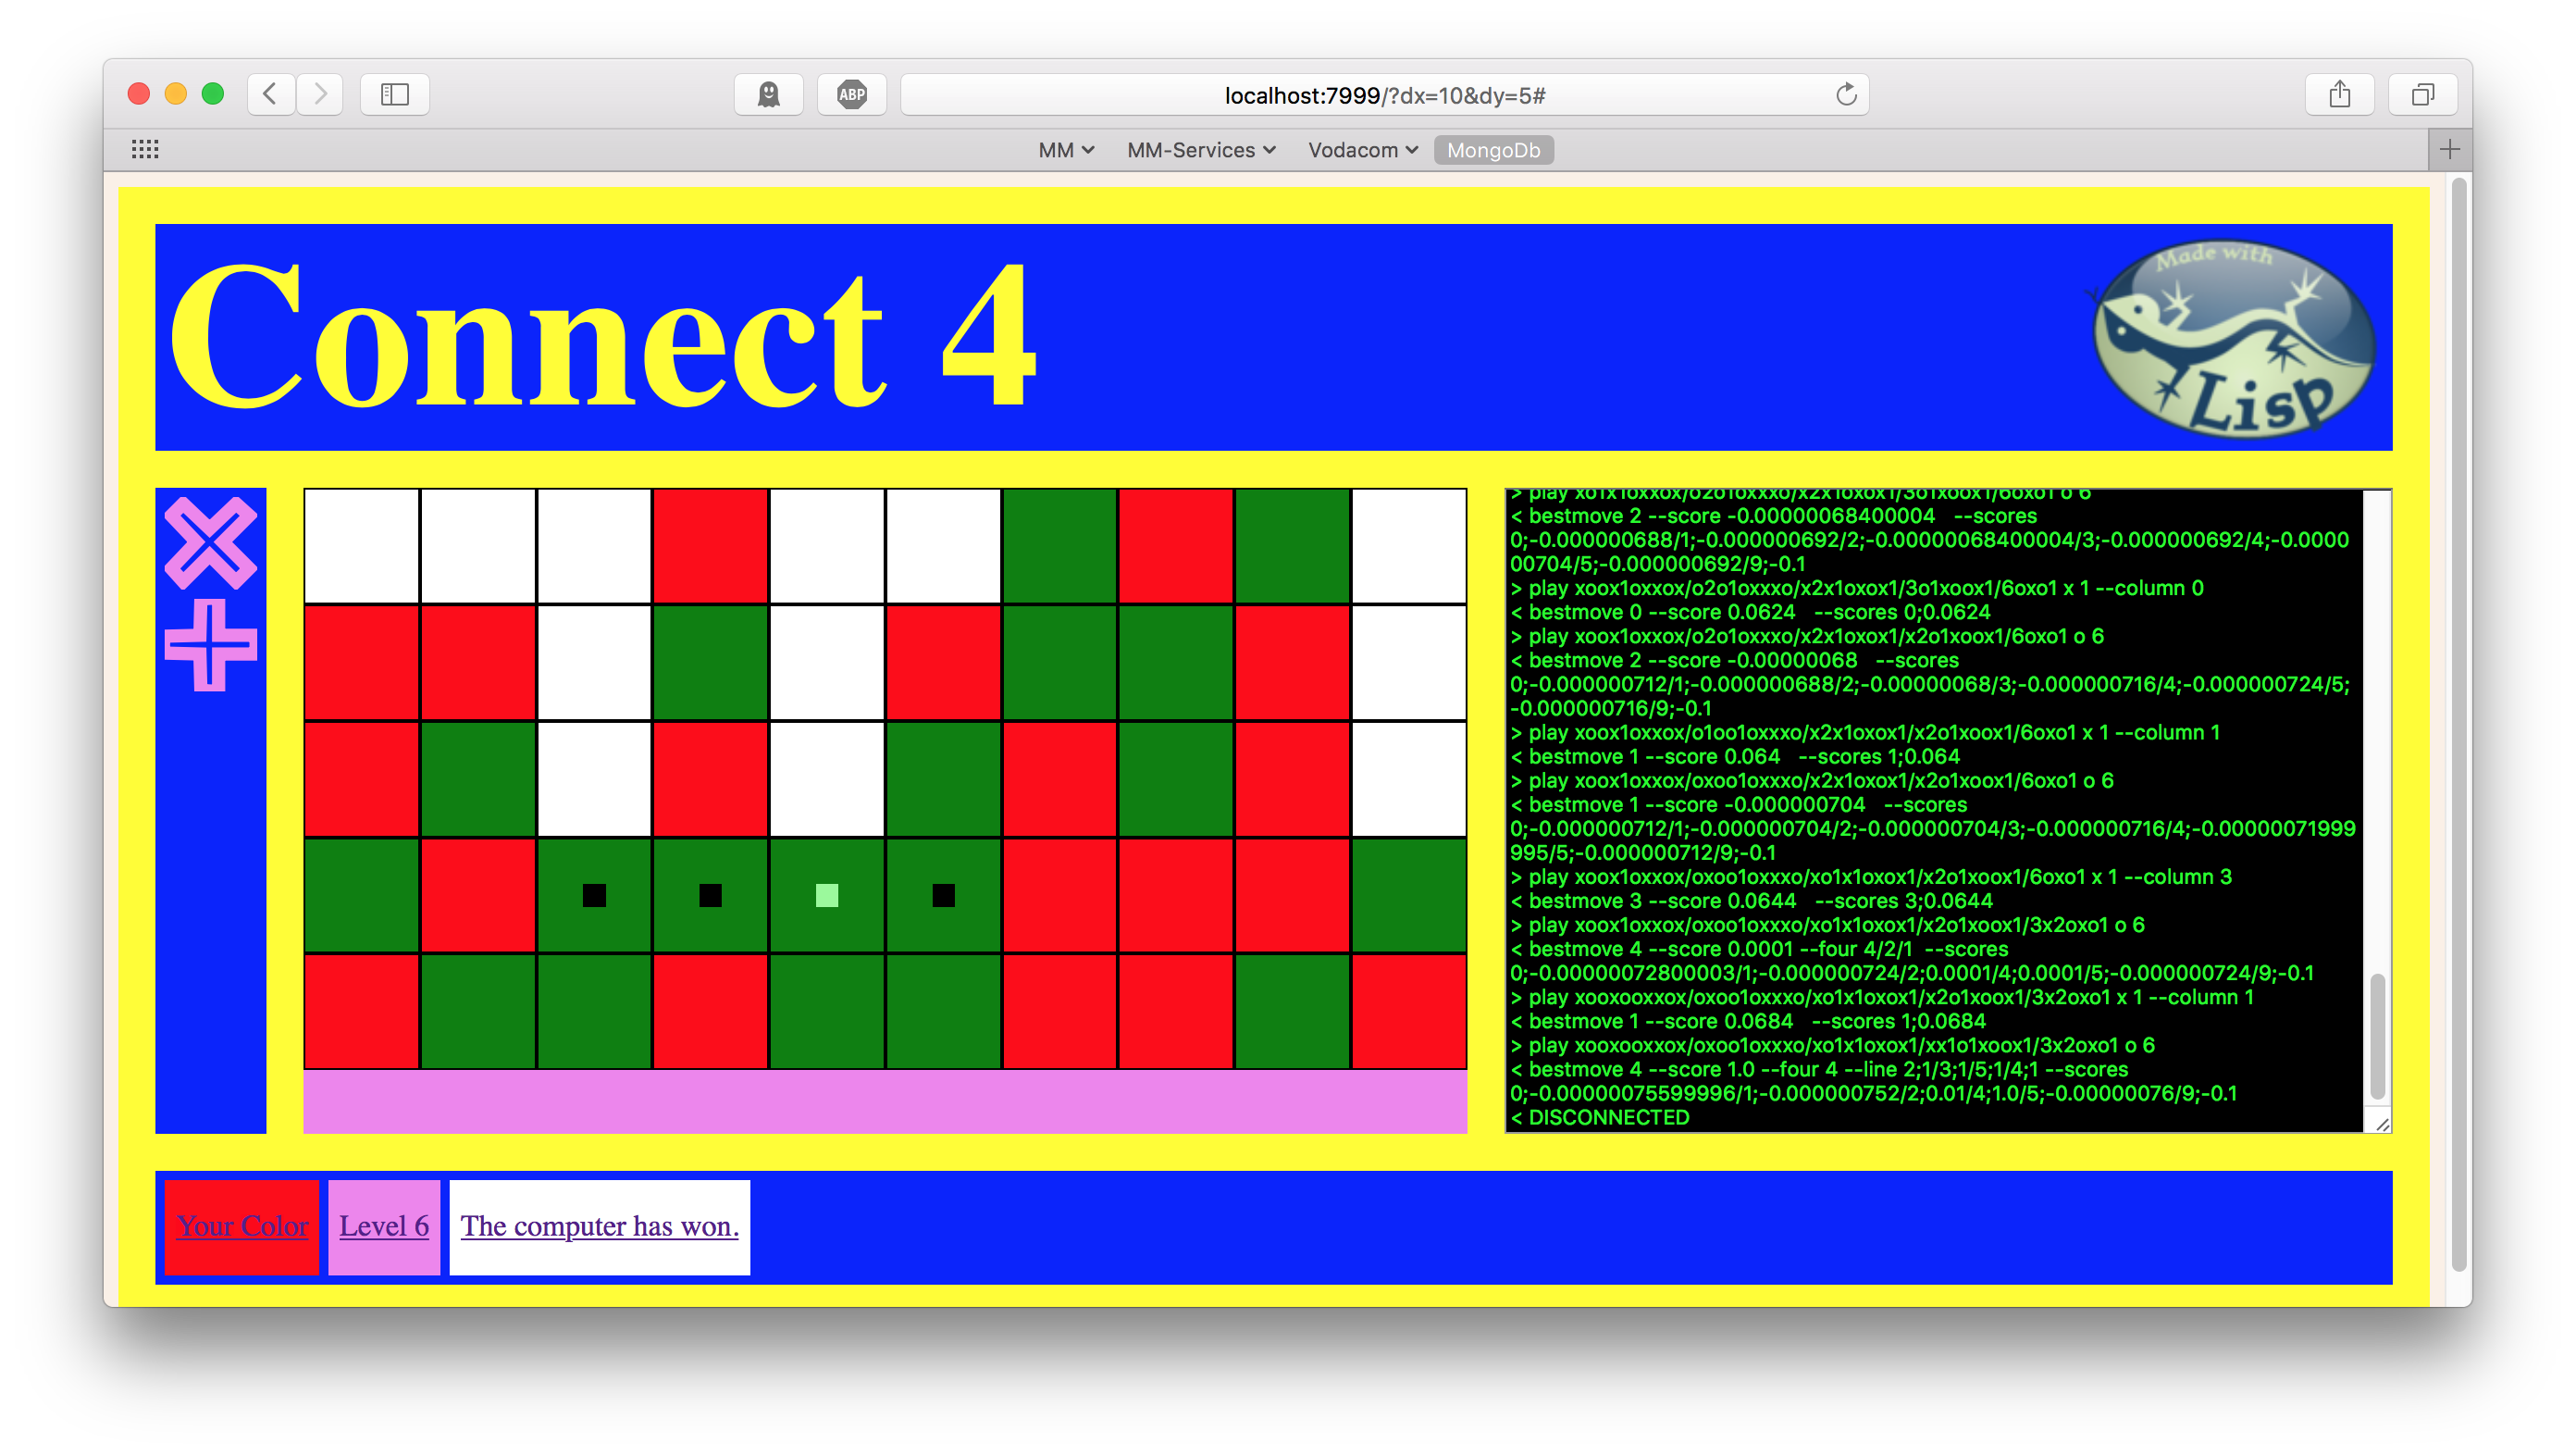 ABP
localhost:7999/?dx=10&dy=5#
MM
MM-Services
Vodacom
MongoDb
Connect 4
Made with
Lisp
> play xo1x1oxxox/o2o1oxxxo/x2x1oxox1/3o1xoox1/6oxo1 o 6
< bestmove 2 --score -0.00000068400004 --scores
0;-0.000000688/1;-0.000000692/2;-0.00000068400004/3;-0.000000692/4;-0.0000
00704/5;-0.000000692/9;-0.1
> play xoox1oxxox/o2o1oxxxo/x2x1oxox1/3o1xoox1/6oxo1 x 1 --column 0
< bestmove 0 --score 0.0624 --scores 0;0.0624
> play xoox1oxxox/o2o1oxxxo/x2x1oxox1/x2o1xoox1/6oxo1 o 6
< bestmove 2 --score -0.00000068 --scores
0;-0.000000712/1;-0.000000688/2;-0.00000068/3;-0.000000716/4;-0.000000724/5;
-0.000000716/9;-0.1
> play xoox1oxxox/o1oo1oxxxo/x2x1oxox1/x2o1xoox1/6oxo1 x 1 --column 1
< bestmove 1 --score 0.064 --scores 1;0.064
> play xoox1oxxox/oxoo1oxxxo/x2x1oxox1/x2o1xoox1/6oxo1 o 6
< bestmove 1 --score -0.000000704 --scores
0;-0.000000712/1;-0.000000704/2;-0.000000704/3;-0.000000716/4;-0.00000071999
995/5;-0.000000712/9;-0.1
> play xoox1oxxox/oxoo1oxxxo/xo1x1oxox1/x2o1xoox1/6oxo1 x 1 --column 3
< bestmove 3 --score 0.0644 --scores 3;0.0644
> play xoox1oxxox/oxoo1oxxxo/xo1x1oxox1/x2o1xoox1/3x2oxo1 o 6
< bestmove 4 --score 0.0001 --four 4/2/1 --scores
0;-0.00000072800003/1;-0.000000724/2;0.0001/4;0.0001/5;-0.000000724/9;-0.1
> play xooxooxxox/oxoo1oxxxo/xo1x1oxox1/x2o1xoox1/3x2oxo1 x 1 --column 1
< bestmove 1 --score 0.0684 --scores 1;0.0684
> play xooxooxxox/oxoo1oxxxo/xo1x1oxox1/xx1o1xoox1/3x2oxo1 o 6
< bestmove 4 --score 1.0 --four 4 --line 2;1/3;1/5;1/4;1 --scores
0;-0.00000075599996/1;-0.000000752/2;0.01/4;1.0/5;-0.00000076/9;-0.1
< DISCONNECTED
Your Color
Level 6
The computer has won.